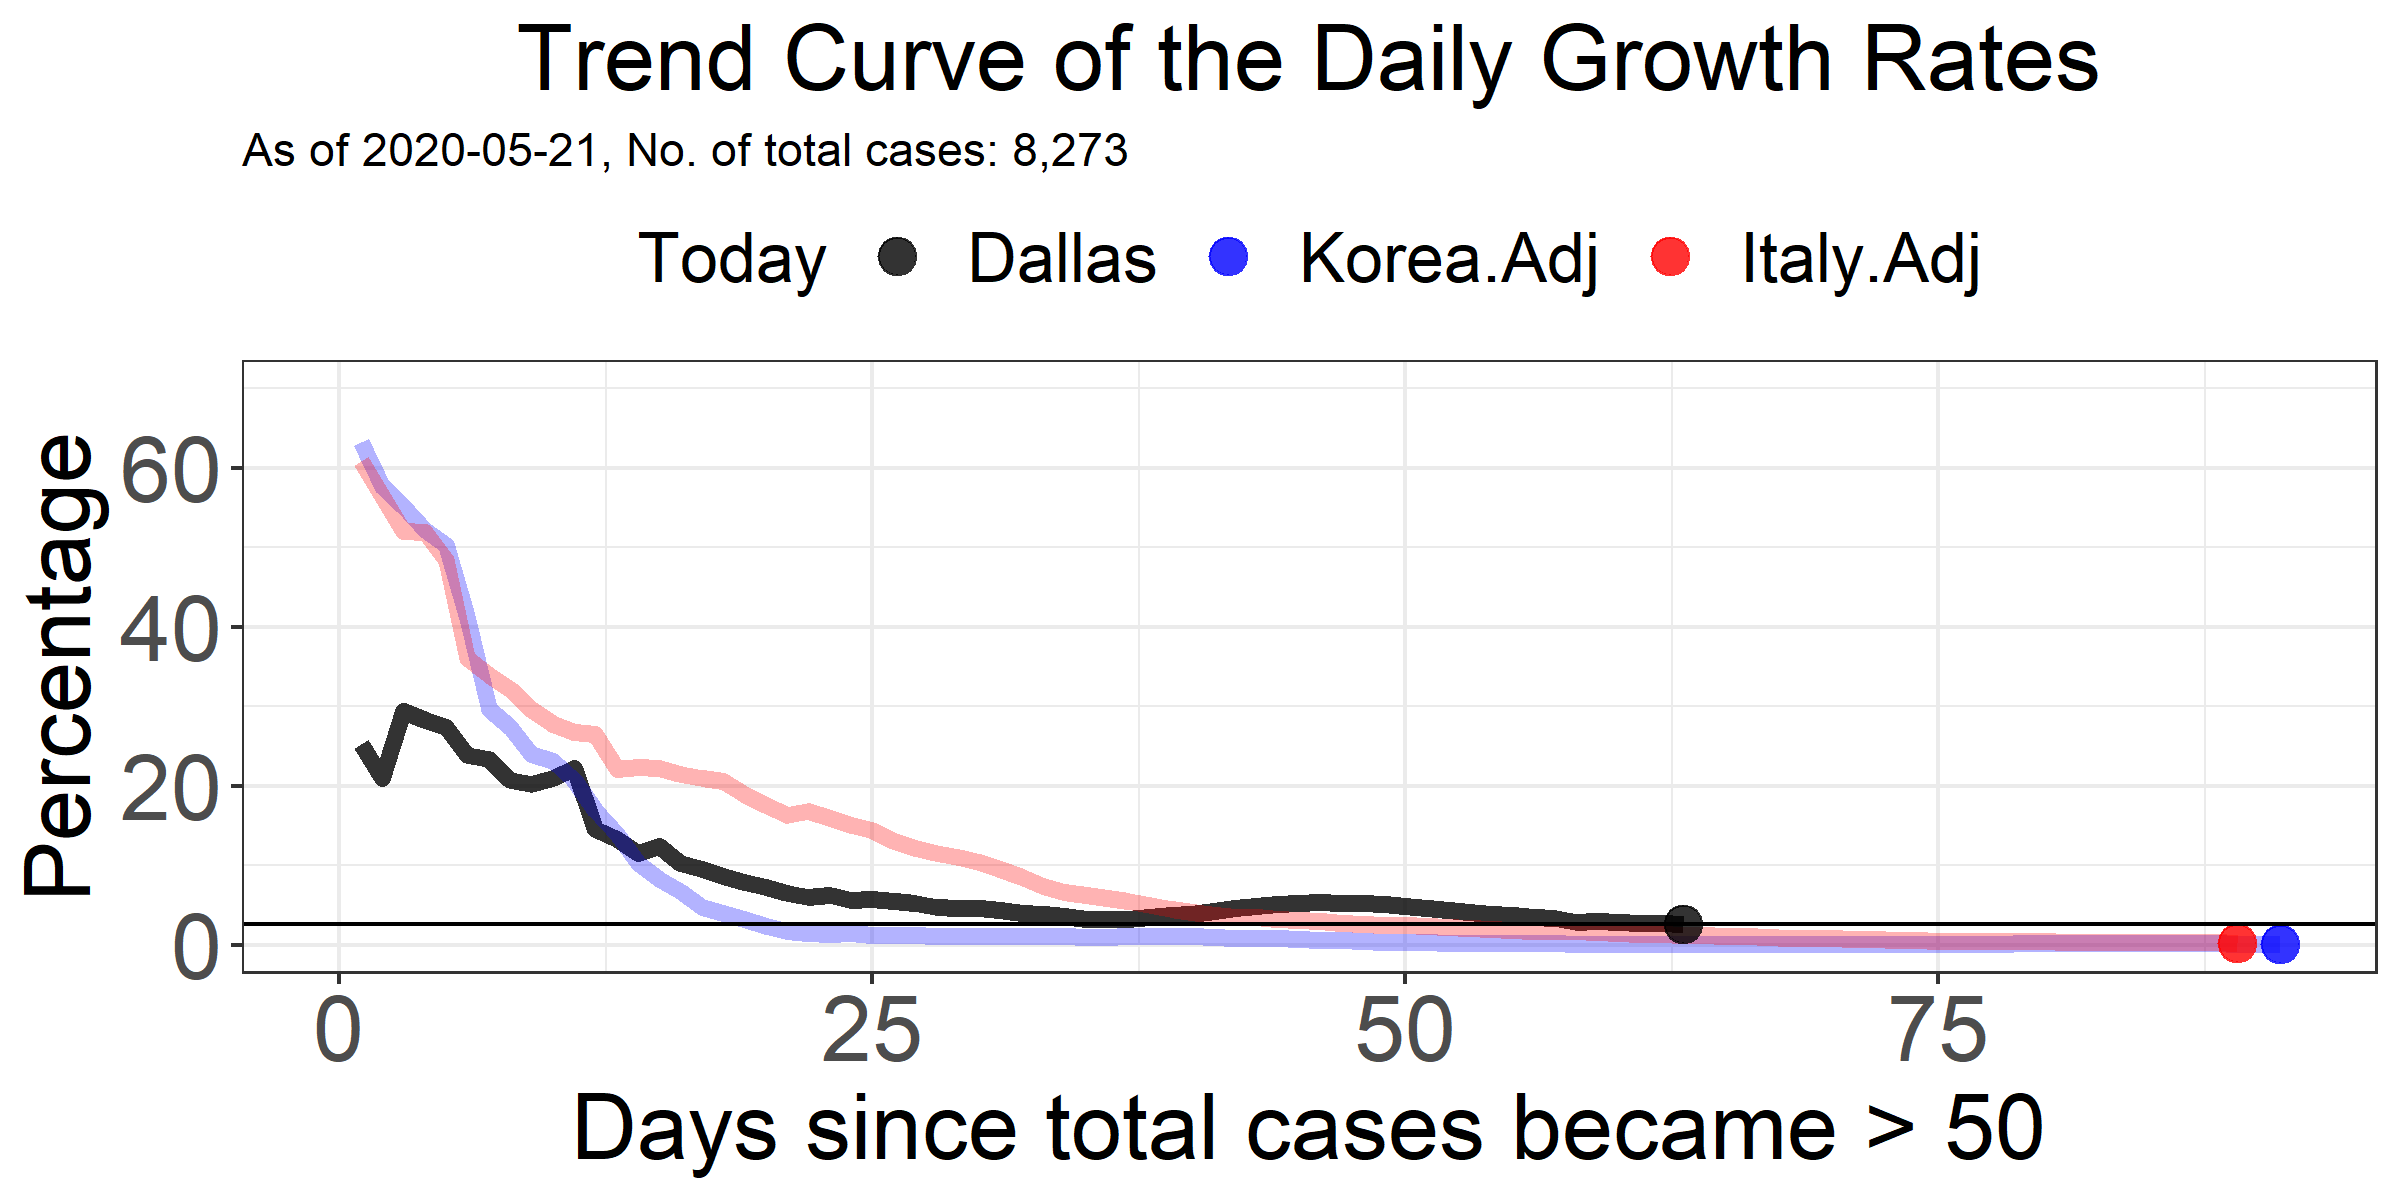 Trend Curve of the Daily Growth Rates
As of 2020-05-21, No. of total cases: 8,273
Today Dallas Korea.Adj Italy.Adj
Percentage
60
40
20
0
0 25 50 75
Days since total cases became > 50